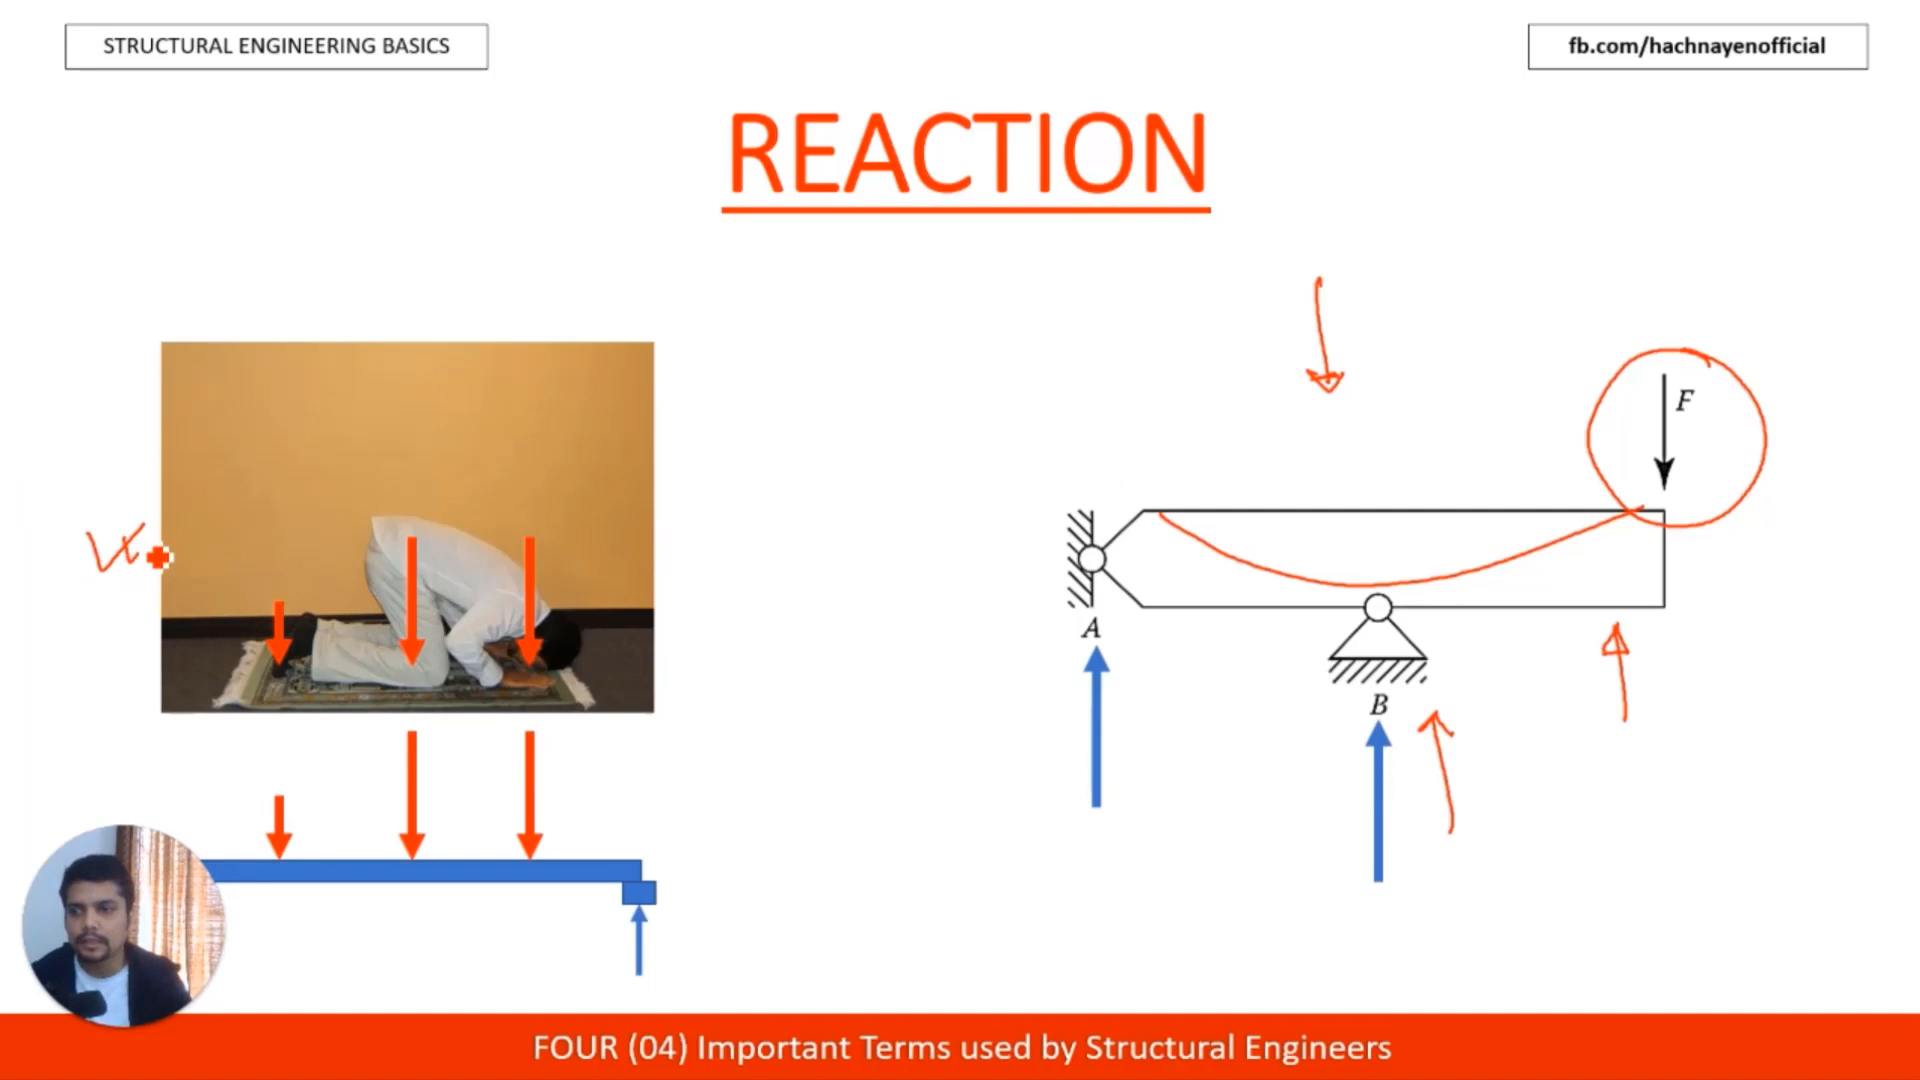 STRUCTURAL ENGINEERING BASICS
fb.com/hachnayenofficial
REACTION
F
A
B
FOUR (04) Important Terms used by Structural Engineers